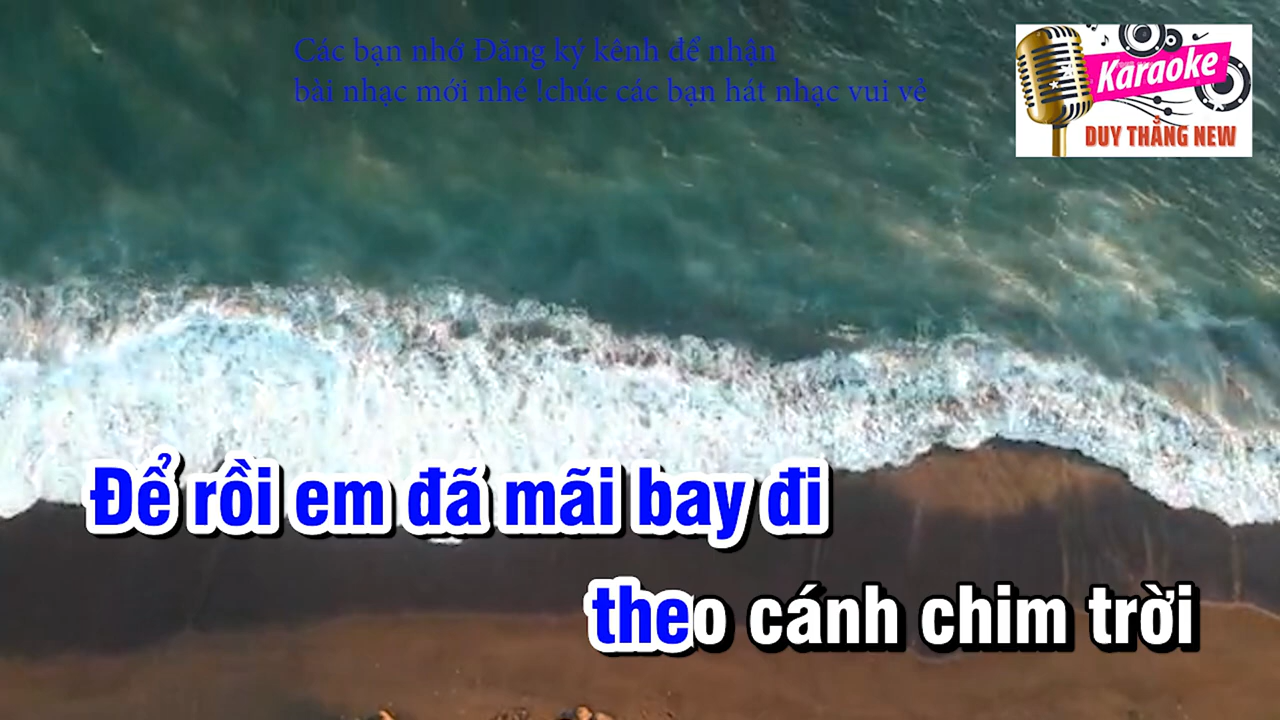 Các bạn nhớ Đăng ký kênh để nhận
bài nhạc mới nhé !chúc các bạn hát nhạc vui vẻ
Karaoke
DUY THẮNG NEW
Để rồi em đã mãi bay đi
theo cánh chim trời